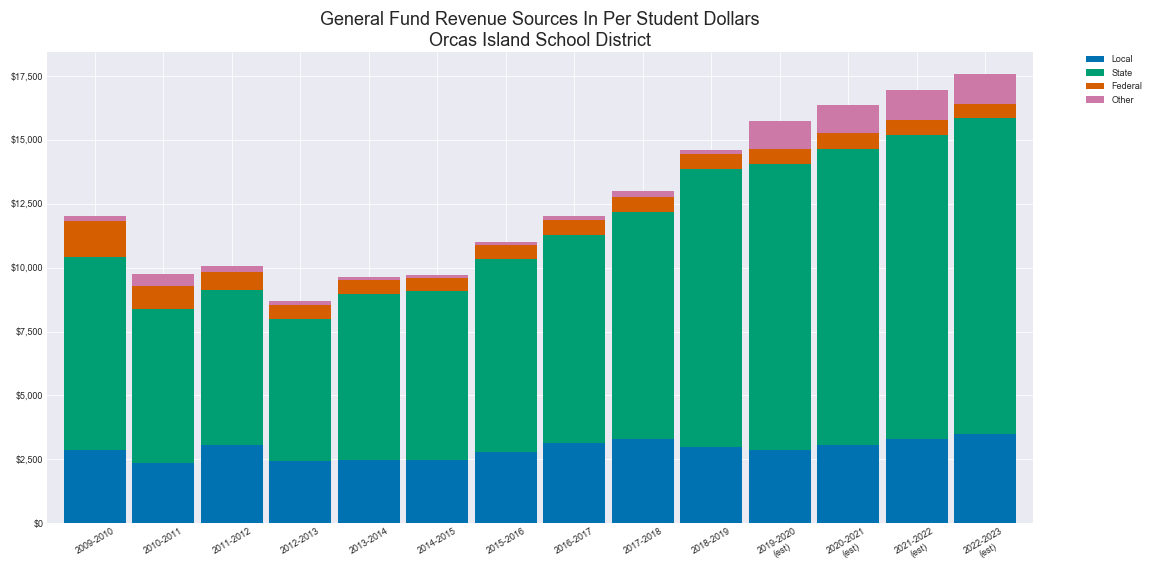 General Fund Revenue Sources In Per Student Dollars
Orcas Island School District
Local
State
Federal
Other
$17,500
$15,000
$12,500
$10,000
$7,500
$5,000
$2,500
$0
2009-2010
2010-2011
2011-2012
2012-2013
2013-2014
2014-2015
2015-2016
2016-2017
2017-2018
2018-2019
2019-2020
(est)
2020-2021
(est)
2021-2022
(est)
2022-2023
(est)